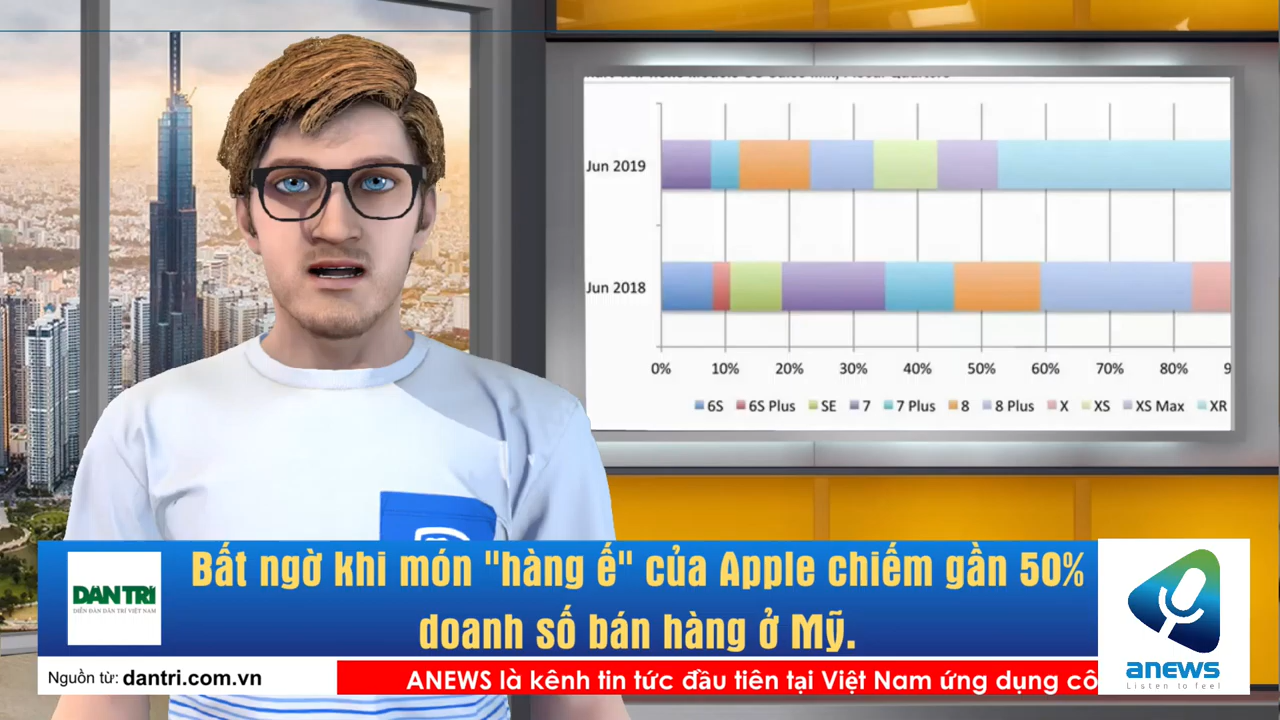 Jun 2019
Jun 2018
0% 10% 20% 30% 40% 50% 60% 70% 80% 9
6S 6S Plus SE 7 7 Plus 8 8 Plus X XS XS Max XR
DÂN TRÍ
DIỄN ĐÀN DÂN TRÍ VIỆT NAM
Bất ngờ khi món "hàng ế" của Apple chiếm gần 50%
doanh số bán hàng ở Mỹ.
Nguồn từ: dantri.com.vn
ANEWS là kênh tin tức đầu tiên tại Việt Nam ứng dụng cô
anews
Listen to feel